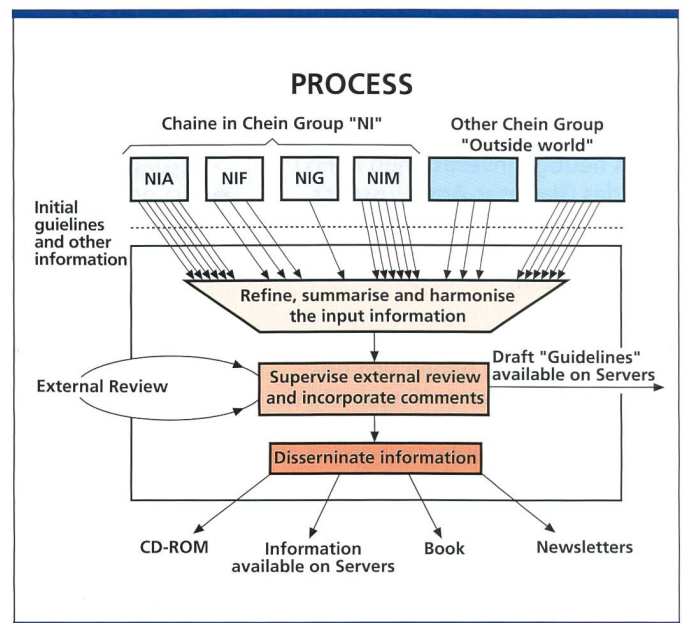 PROCESS
Chaine in Chein Group "NI"
Other Chein Group
"Outside world"
NIA
NIF
NIG
NIM
Initial
guielines
and other
information
Refine, summarise and harmonise
the input information
External Review
Supervise external review
and incorporate comments
Draft "Guidelines"
available on Servers
Disserninate information
CD-ROM
Information
available on Servers
Book
Newsletters